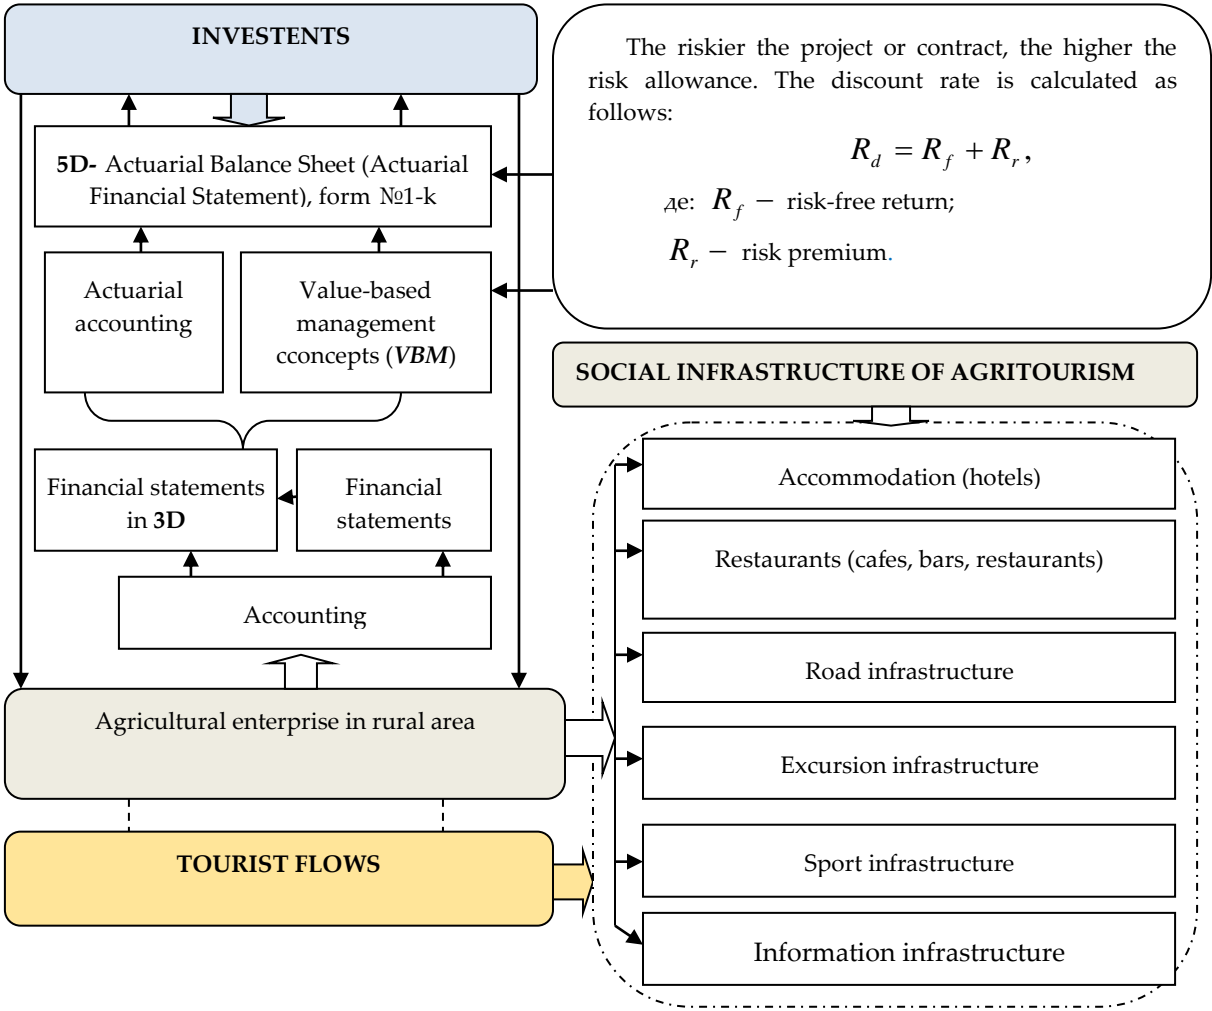 INVESTENTS
The riskier the project or contract, the higher the
risk allowance. The discount rate is calculated as
follows:
R_d = R_f + R_r,
де: R_f − risk-free return;
R_r − risk premium.
5D- Actuarial Balance Sheet (Actuarial
Financial Statement), form №1-k
Actuarial
accounting
Value-based
management
cconcepts (VBM)
Financial statements
in 3D
Financial
statements
Accounting
Agricultural enterprise in rural area
TOURIST FLOWS
SOCIAL INFRASTRUCTURE OF AGRITOURISM
Accommodation (hotels)
Restaurants (cafes, bars, restaurants)
Road infrastructure
Excursion infrastructure
Sport infrastructure
Information infrastructure